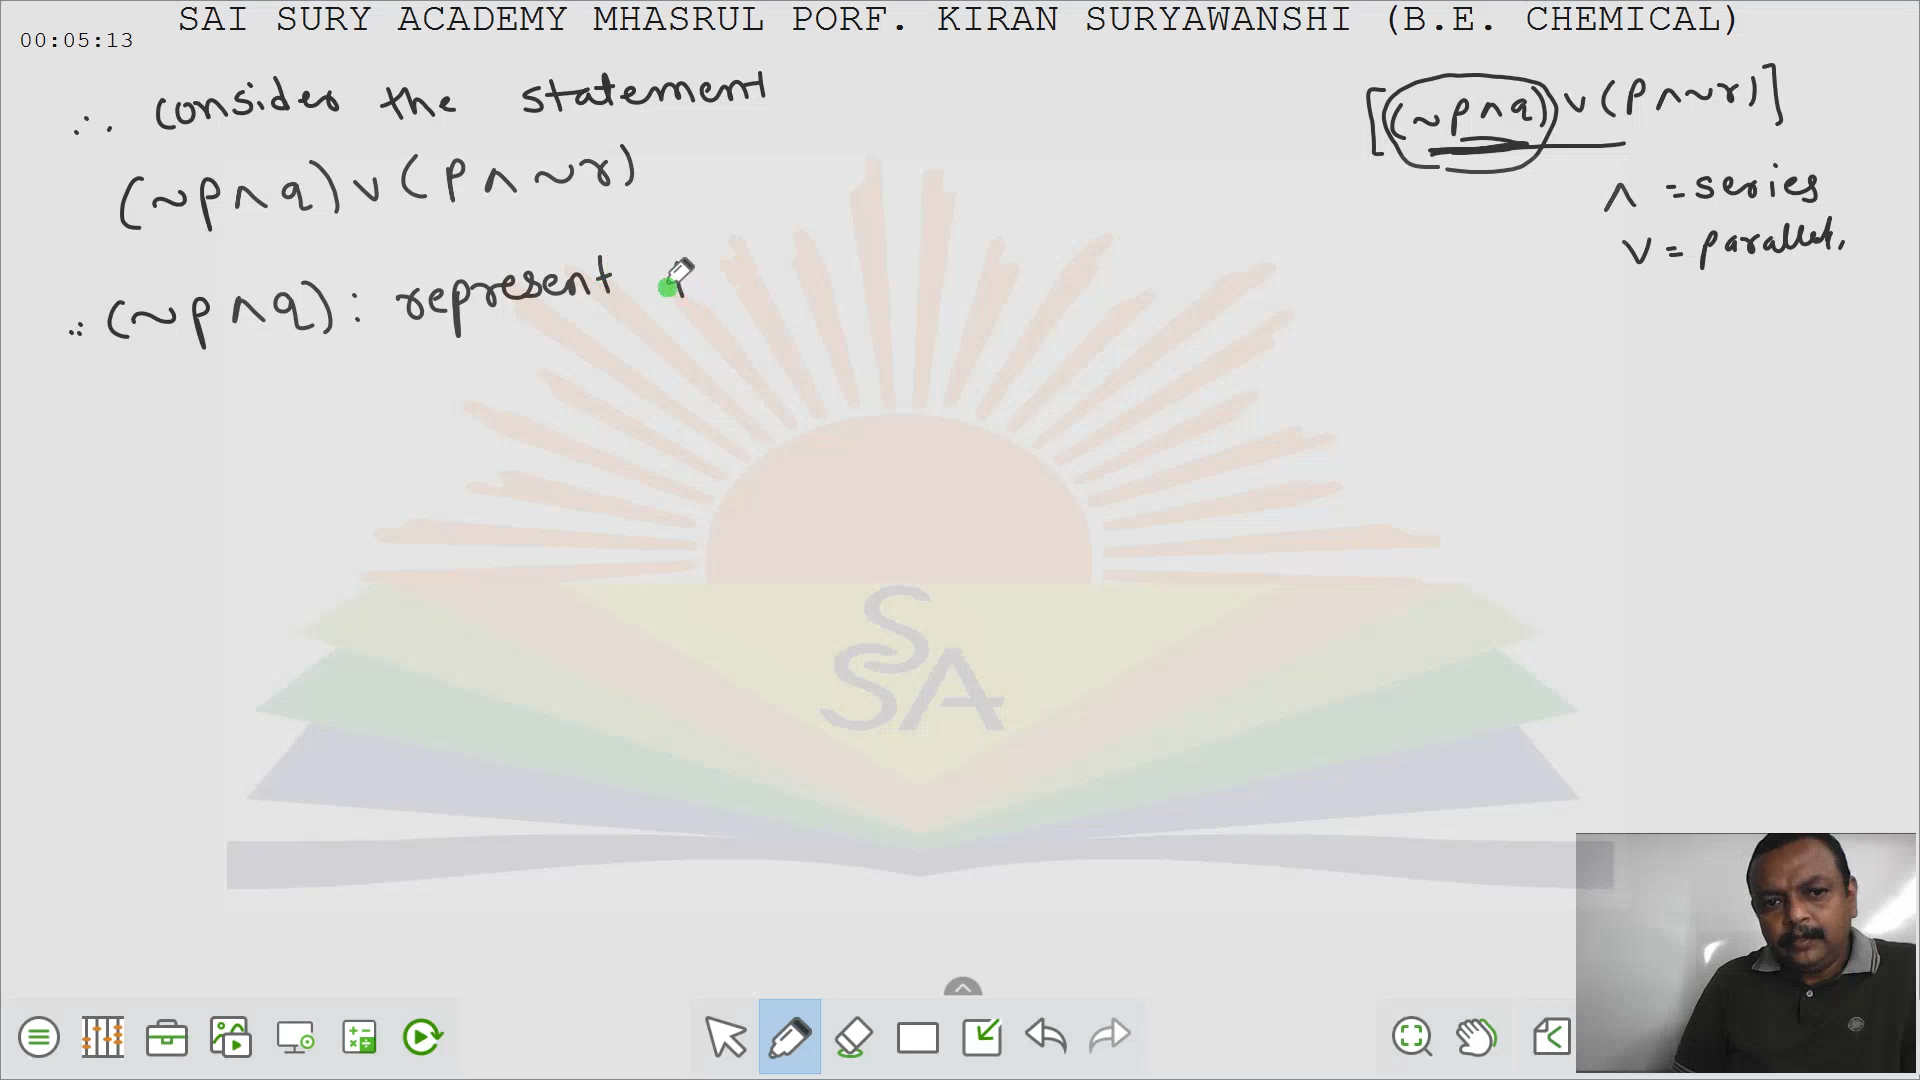 SAI SURY ACADEMY MHASRUL PORF. KIRAN SURYAWANSHI (B.E. CHEMICAL)
00:05:13
∴ consider the statement
(~p∧q)∨(p∧~r)
∴ (~p∧q): represent
[(~p∧q)∨(p∧~r)]
∧ = series
∨ = parallel.
SSA